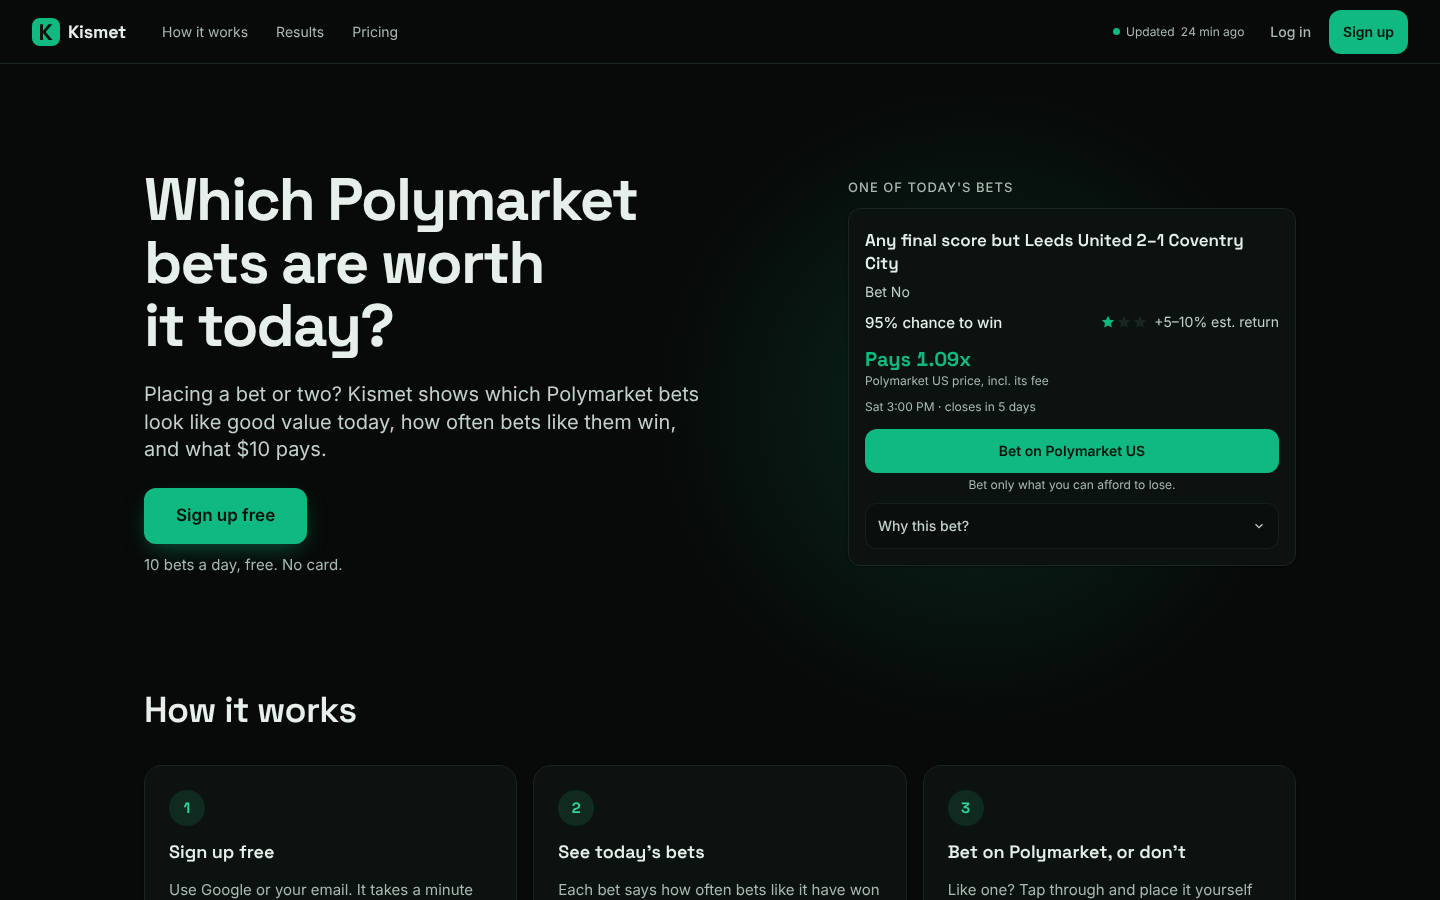 K Kismet How it works Results Pricing Updated 24 min ago Log in Sign up
Which Polymarket
bets are worth
it today?
Placing a bet or two? Kismet shows which Polymarket bets
look like good value today, how often bets like them win,
and what $10 pays.
Sign up free
10 bets a day, free. No card.
ONE OF TODAY'S BETS
Any final score but Leeds United 2–1 Coventry
City
Bet No
95% chance to win +5–10% est. return
Pays 1.09x
Polymarket US price, incl. its fee
Sat 3:00 PM · closes in 5 days
Bet on Polymarket US
Bet only what you can afford to lose.
Why this bet?
How it works
1
Sign up free
Use Google or your email. It takes a minute
2
See today's bets
Each bet says how often bets like it have won
3
Bet on Polymarket, or don't
Like one? Tap through and place it yourself